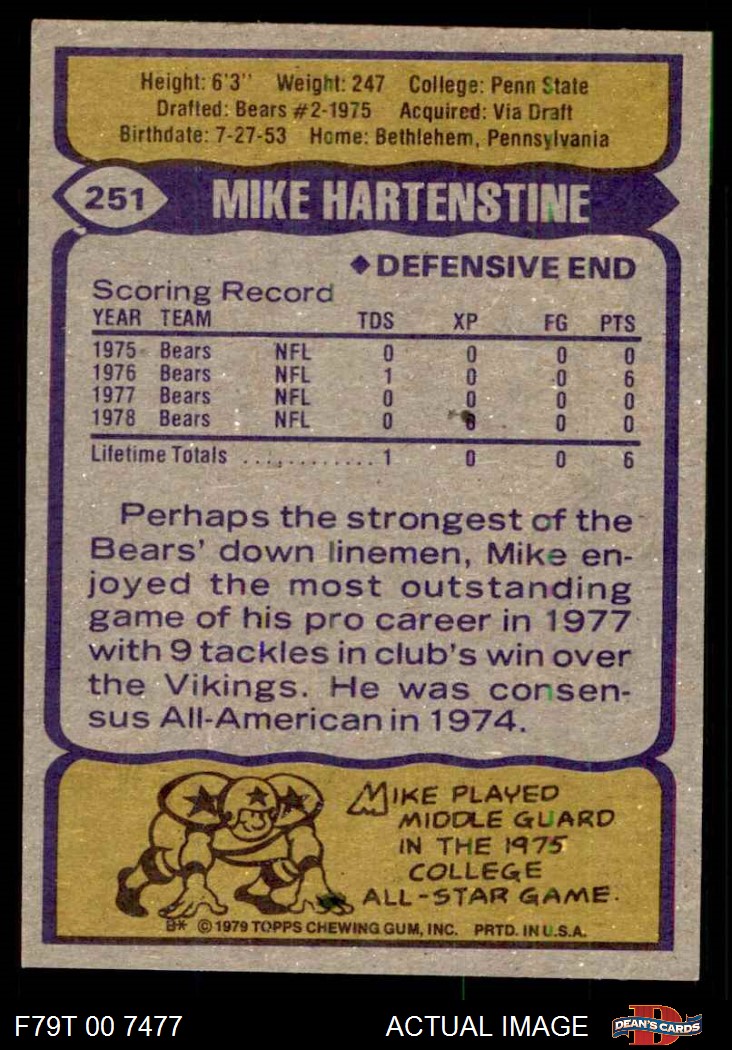 Height: 6'3" Weight: 247 College: Penn State
Drafted: Bears #2-1975 Acquired: Via Draft
Birthdate: 7-27-53 Home: Bethlehem, Pennsylvania
251 MIKE HARTENSTINE
◆DEFENSIVE END
Scoring Record
YEAR TEAM TDS XP FG PTS
1975 Bears NFL 0 0 0 0
1976 Bears NFL 1 0 0 6
1977 Bears NFL 0 0 0 0
1978 Bears NFL 0 0 0 0
Lifetime Totals ............ 1 0 0 6
Perhaps the strongest of the
Bears' down linemen, Mike en-
joyed the most outstanding
game of his pro career in 1977
with 9 tackles in club's win over
the Vikings. He was consen-
sus All-American in 1974.
MIKE PLAYED
MIDDLE GUARD
IN THE 1975
COLLEGE
ALL-STAR GAME.
B* © 1979 TOPPS CHEWING GUM, INC. PRTD. IN U.S.A.
F79T 00 7477 ACTUAL IMAGE D DEAN'S CARDS